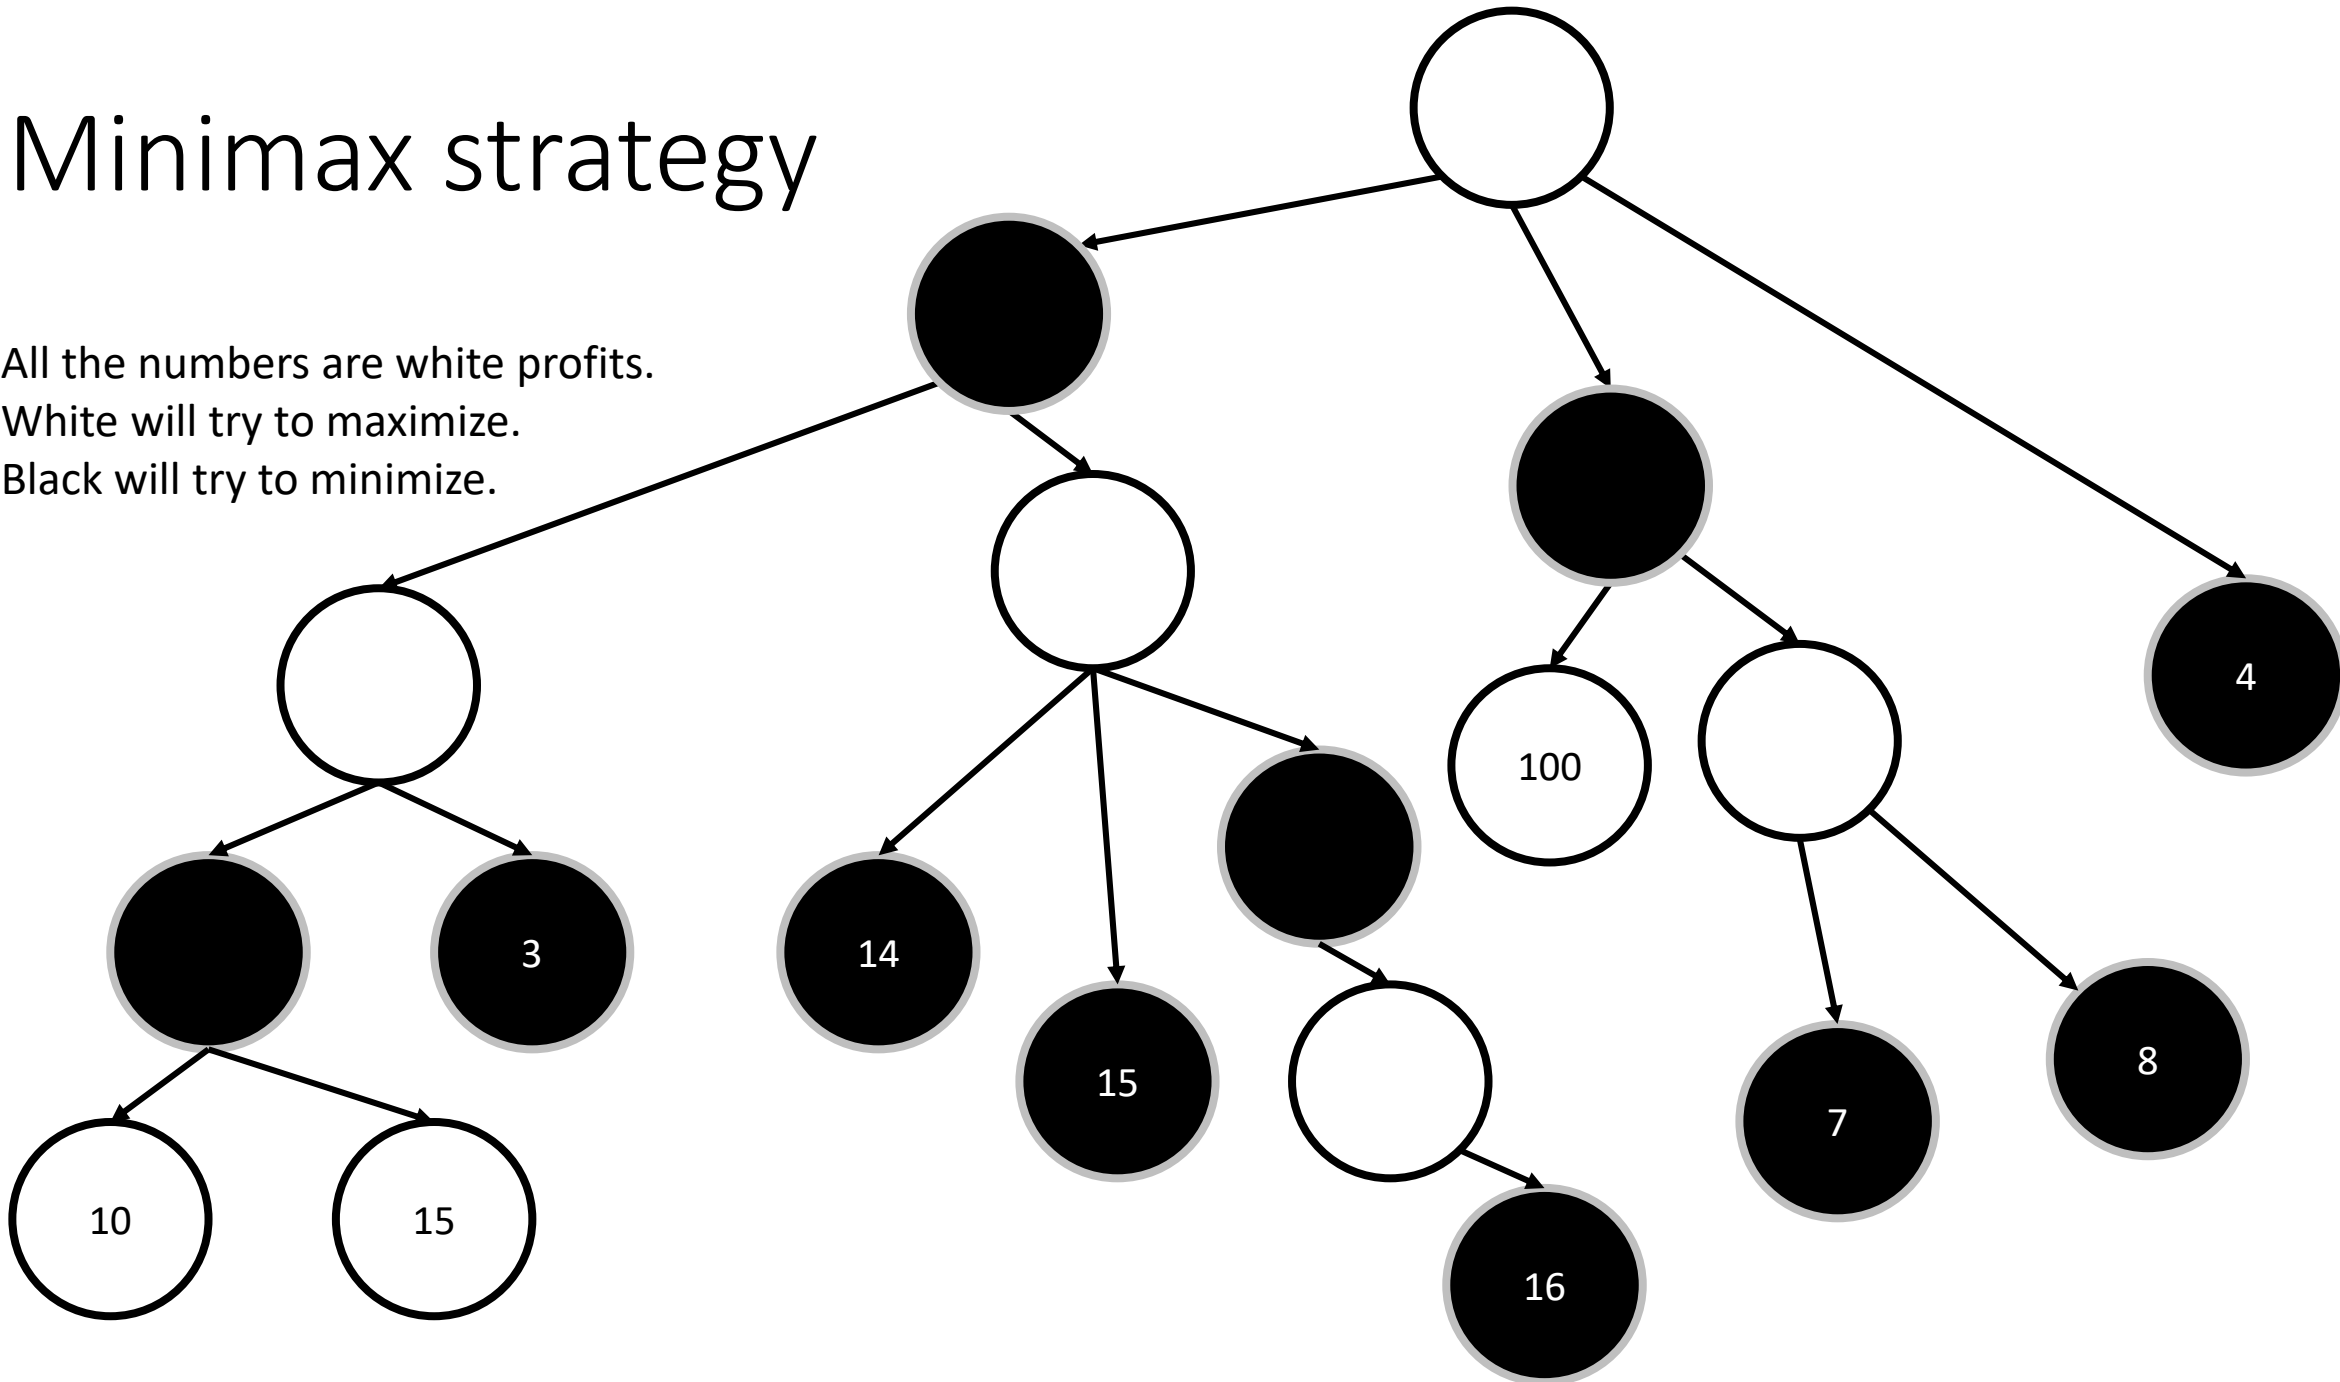 Minimax strategy
All the numbers are white profits.
White will try to maximize.
Black will try to minimize.
4
100
3
14
15
7
8
10
15
16